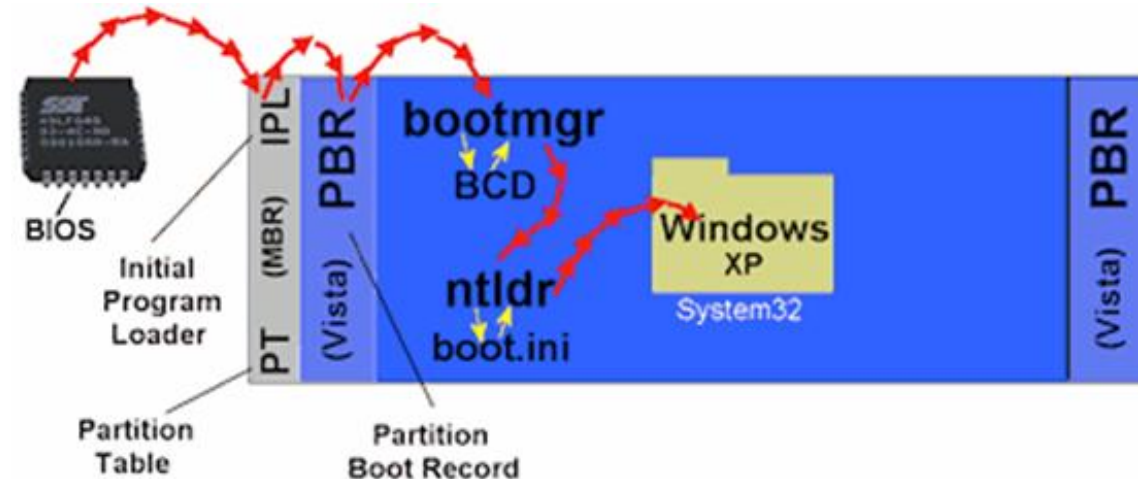 SST
BIOS
IPL
(MBR)
PT
PBR
(Vista)
bootmgr
BCD
ntldr
boot.ini
Windows
XP
System32
PBR
(Vista)
Initial
Program
Loader
Partition
Table
Partition
Boot Record